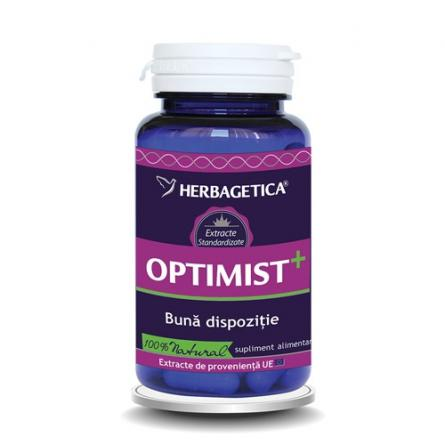 HERBAGETICA®
Extracte
Standardizate
OPTIMIST+
Bună dispoziție
100% Natural supliment alimentar
Extracte de proveniență UE